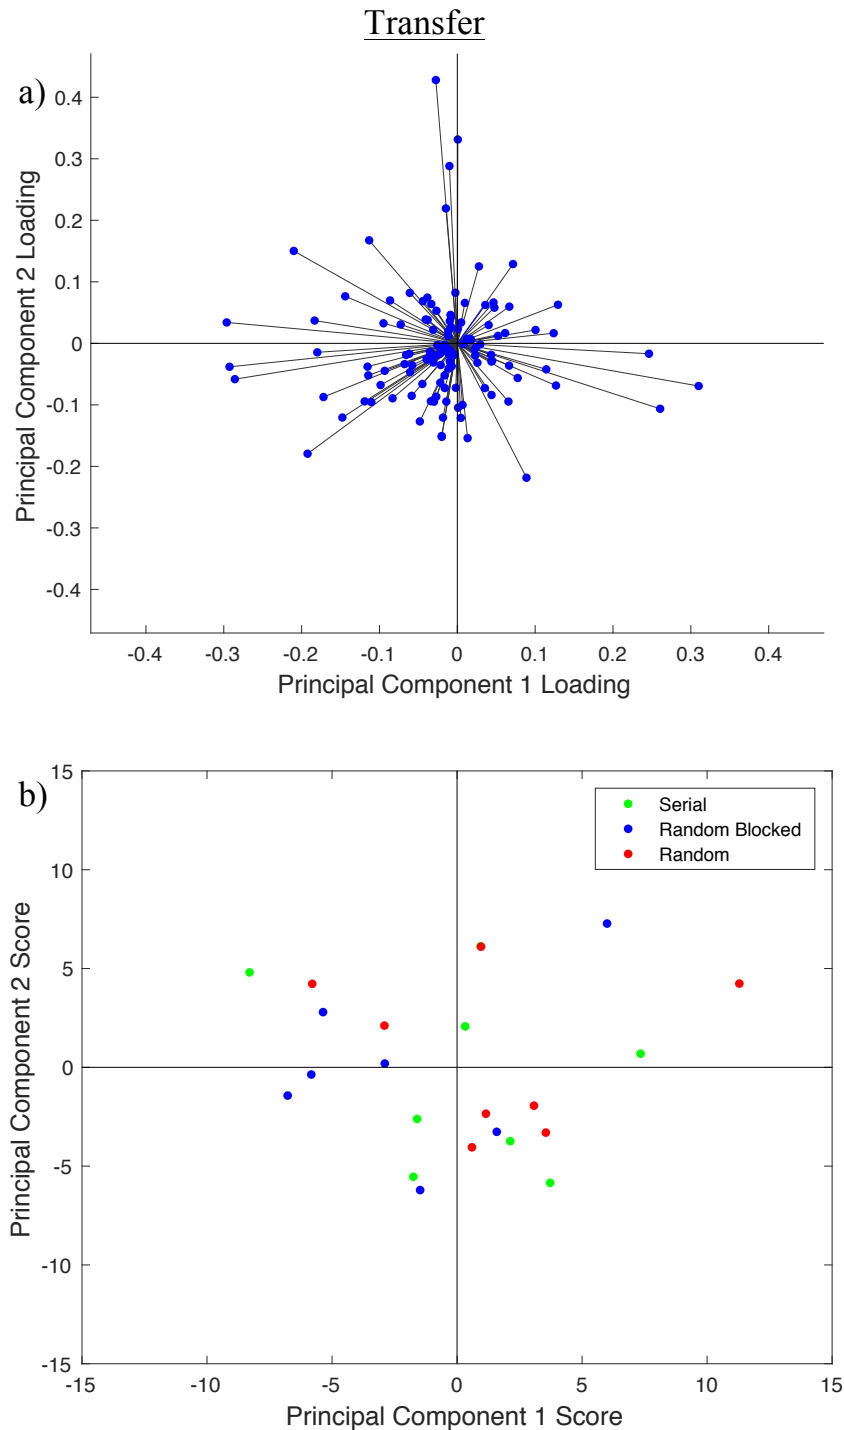 Transfer
a)
Principal Component 2 Loading
0.4
0.3
0.2
0.1
0
-0.1
-0.2
-0.3
-0.4
-0.4 -0.3 -0.2 -0.1 0 0.1 0.2 0.3 0.4
Principal Component 1 Loading
b)
Principal Component 2 Score
15
10
5
0
-5
-10
-15
Serial
Random Blocked
Random
-15 -10 -5 0 5 10 15
Principal Component 1 Score